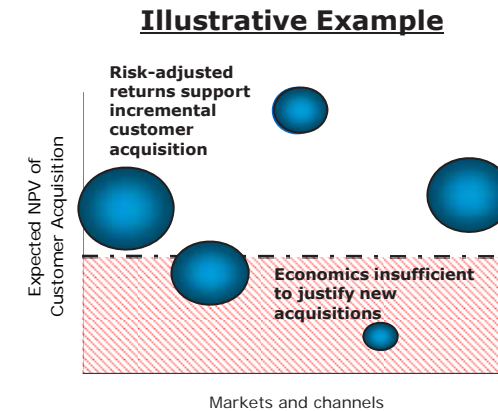 Illustrative Example
Risk-adjusted
returns support
incremental
customer
acquisition
Expected NPV of
Customer Acquisition
Economics insufficient
to justify new
acquisitions
Markets and channels